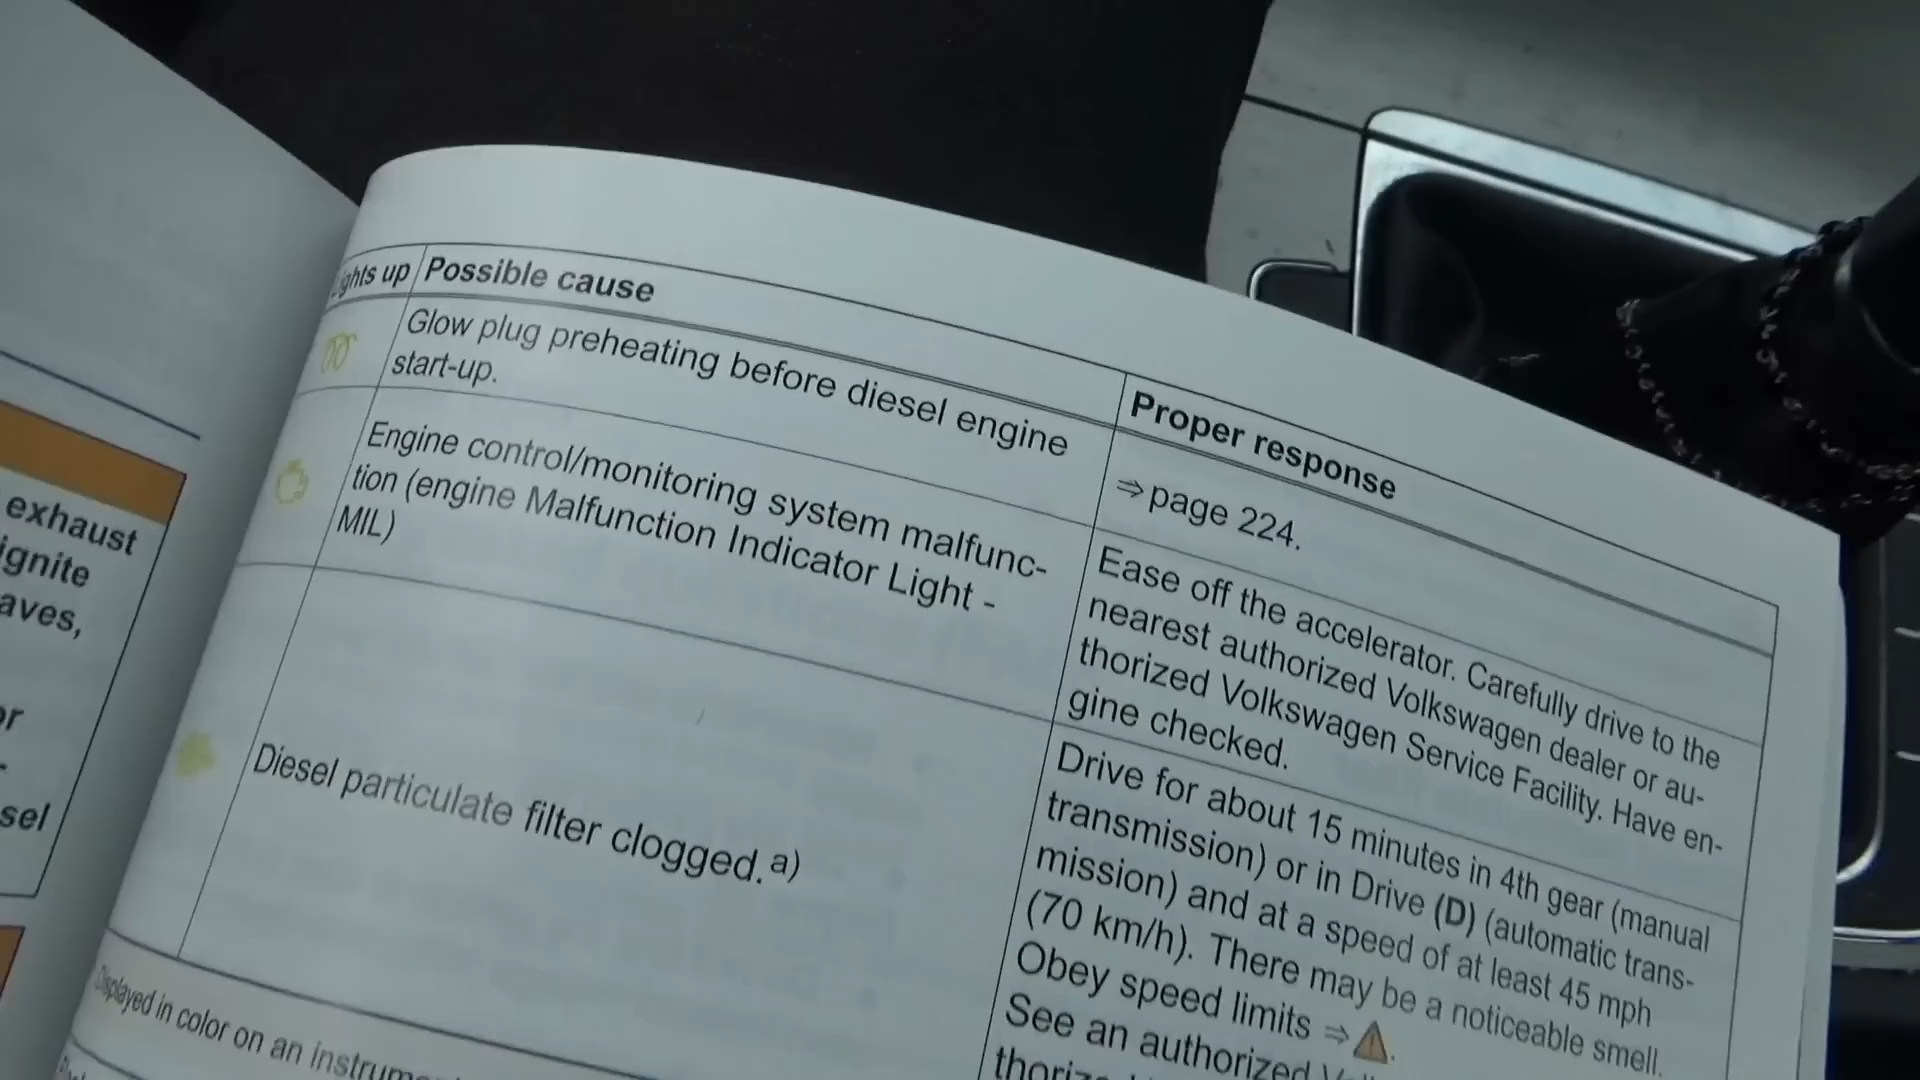 exhaust
ignite
aves,
or
sel
Lights up
Possible cause
Proper response
Glow plug preheating before diesel engine
start-up.
⇒ page 224.
Engine control/monitoring system malfunc-
tion (engine Malfunction Indicator Light -
MIL)
Ease off the accelerator. Carefully drive to the
nearest authorized Volkswagen dealer or au-
thorized Volkswagen Service Facility. Have en-
gine checked.
Diesel particulate filter clogged.a)
Drive for about 15 minutes in 4th gear (manual
transmission) or in Drive (D) (automatic trans-
mission) and at a speed of at least 45 mph
(70 km/h). There may be a noticeable smell.
Obey speed limits ⇒ ⚠.
See an authorized
Displayed in color on an